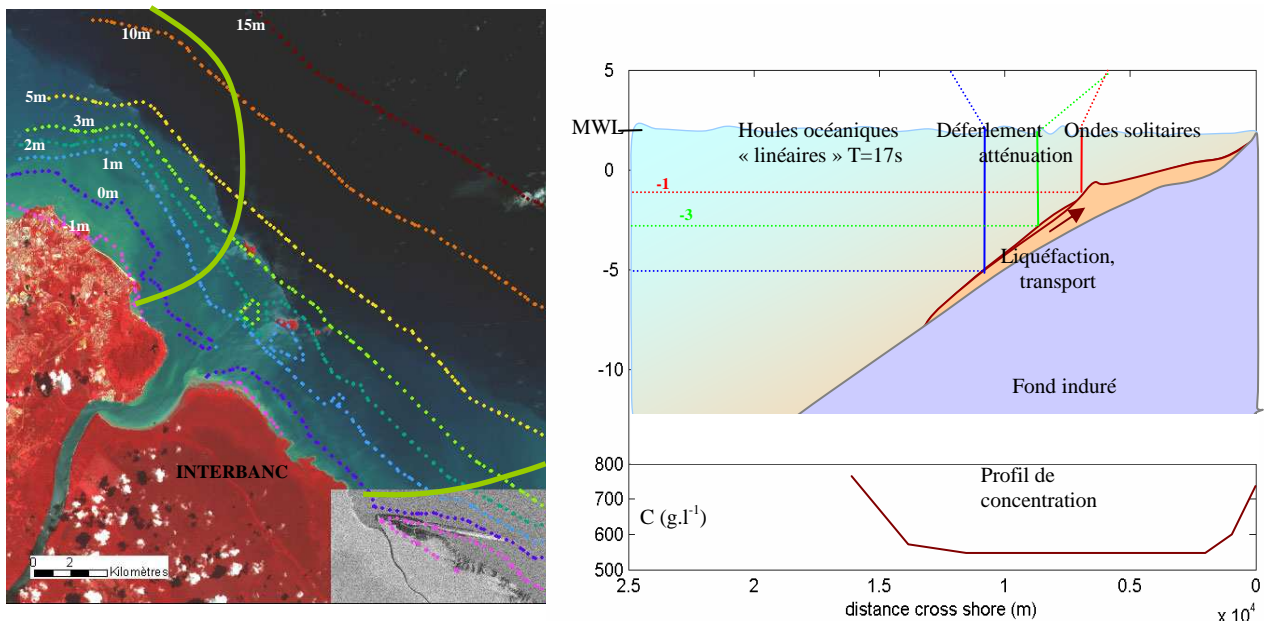 10m
15m
5m
3m
2m
1m
0m
-1m
INTERBANC
0 2
Kilomètres
5
MWL
0
-5
-10
Houles océaniques
« linéaires » T=17s
Déferlement
atténuation
Ondes solitaires
-1
-3
Liquéfaction,
transport
Fond induré
800
700
600
500
C (g.l-1)
Profil de
concentration
2.5 2 1.5 1 0.5 0
distance cross shore (m)
x 10^4